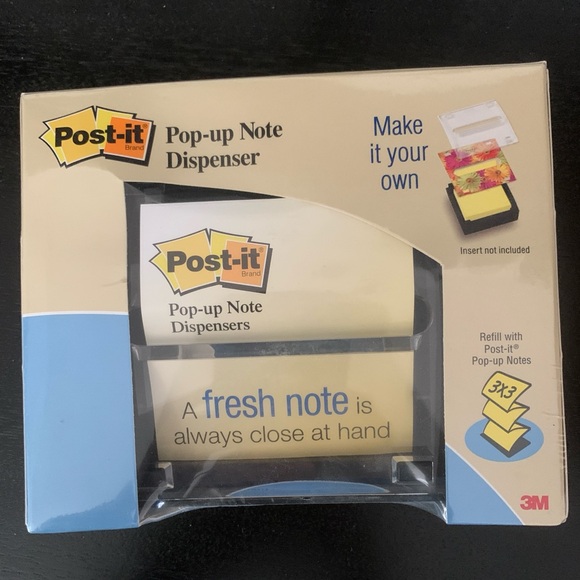 Post-it®
Brand
Pop-up Note
Dispenser
Make
it your
own
Insert not included
Post-it®
Brand
Pop-up Note
Dispensers
A fresh note is
always close at hand
Refill with
Post-it®
Pop-up Notes
3X3
3M